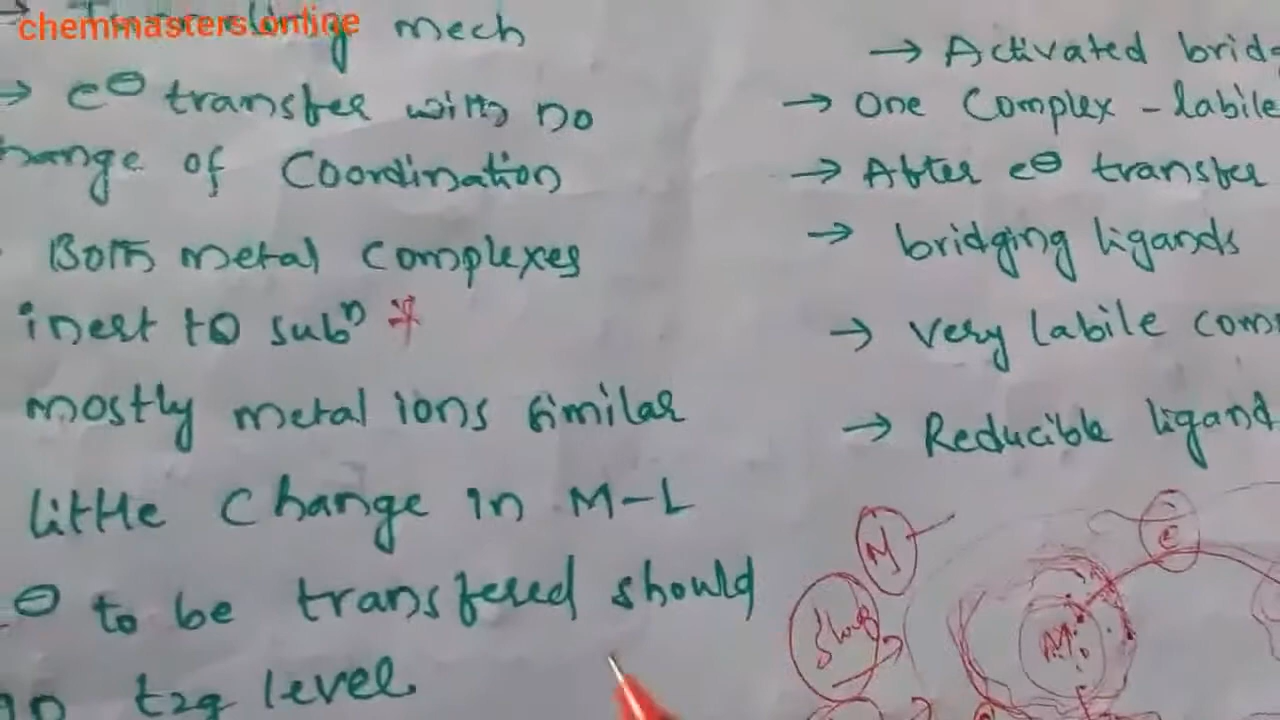 chemmasters.online
mech
→ e⊖ transfer with no
hange of Coordination
Both metal complexes
inert to subⁿ *
mostly metal ions similar
little change in M-L
e⊖ to be transfered should
in t2g level
→ Activated brid
→ One Complex - labile
→ After e⊖ transfer
→ bridging ligands
→ very labile com
→ Reducible ligand
M
e
M